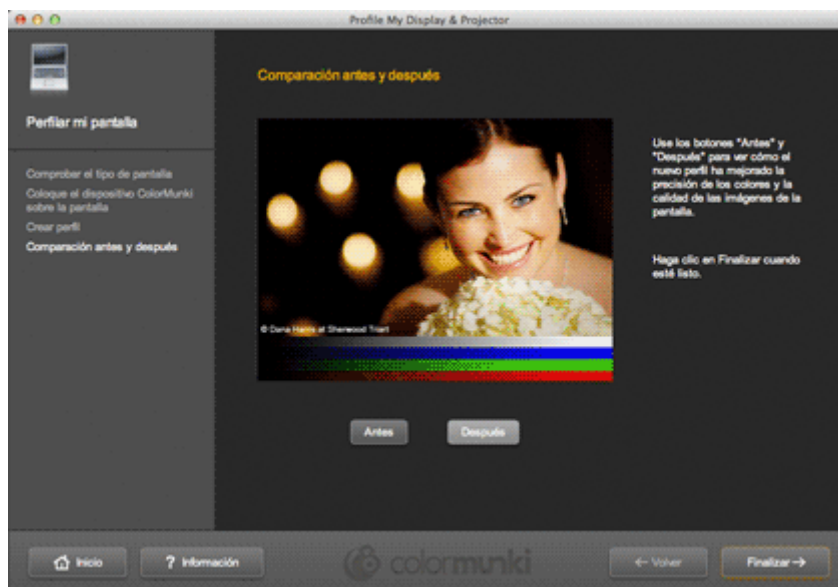 Profile My Display & Projector
Perfilar mi pantalla
Comprobar el tipo de pantalla
Coloque el dispositivo ColorMunki
sobre la pantalla
Crear perfil
Comparación antes y después
Comparación antes y después
© Dana Harris at Sherwood Triart
Use los botones "Antes" y
"Después" para ver cómo el
nuevo perfil ha mejorado la
precisión de los colores y la
calidad de las imágenes de la
pantalla.
Haga clic en Finalizar cuando
esté listo.
Antes
Después
Inicio
? Información
colormunki
← Volver
Finalizar →